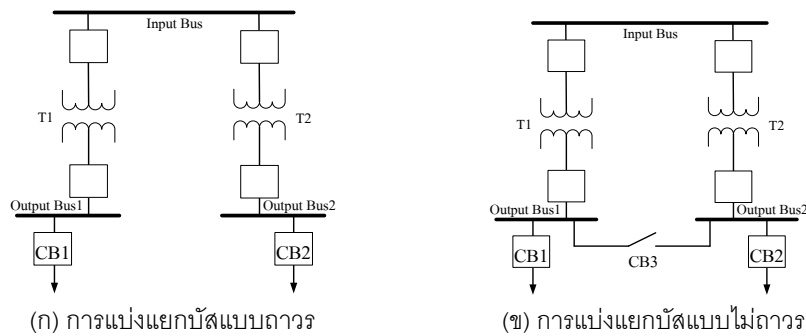 Input Bus
T1
T2
Output Bus1
Output Bus2
CB1
CB2
(ก) การแบ่งแยกบัสแบบถาวร
Input Bus
T1
T2
Output Bus1
Output Bus2
CB1
CB3
CB2
(ข) การแบ่งแยกบัสแบบไม่ถาวร